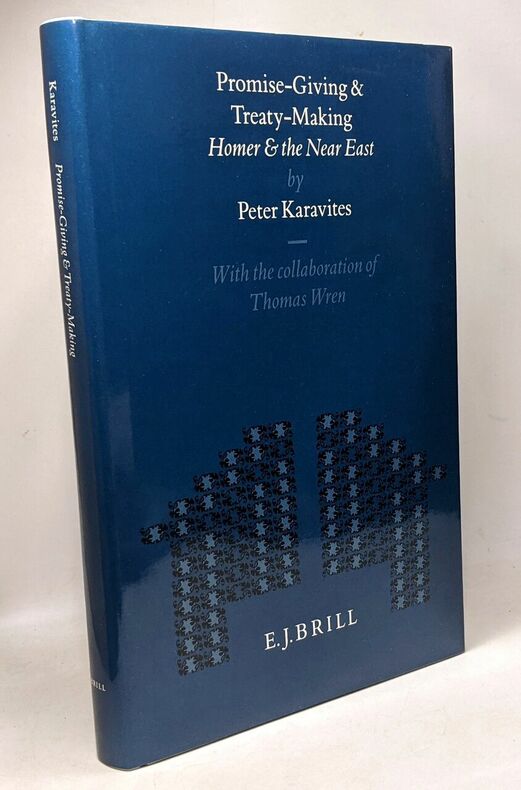 Promise-Giving &
Treaty-Making
Homer & the Near East
by
Peter Karavites
With the collaboration of
Thomas Wren
E.J.BRILL
Karavites Promise-Giving & Treaty-Making
BRILL